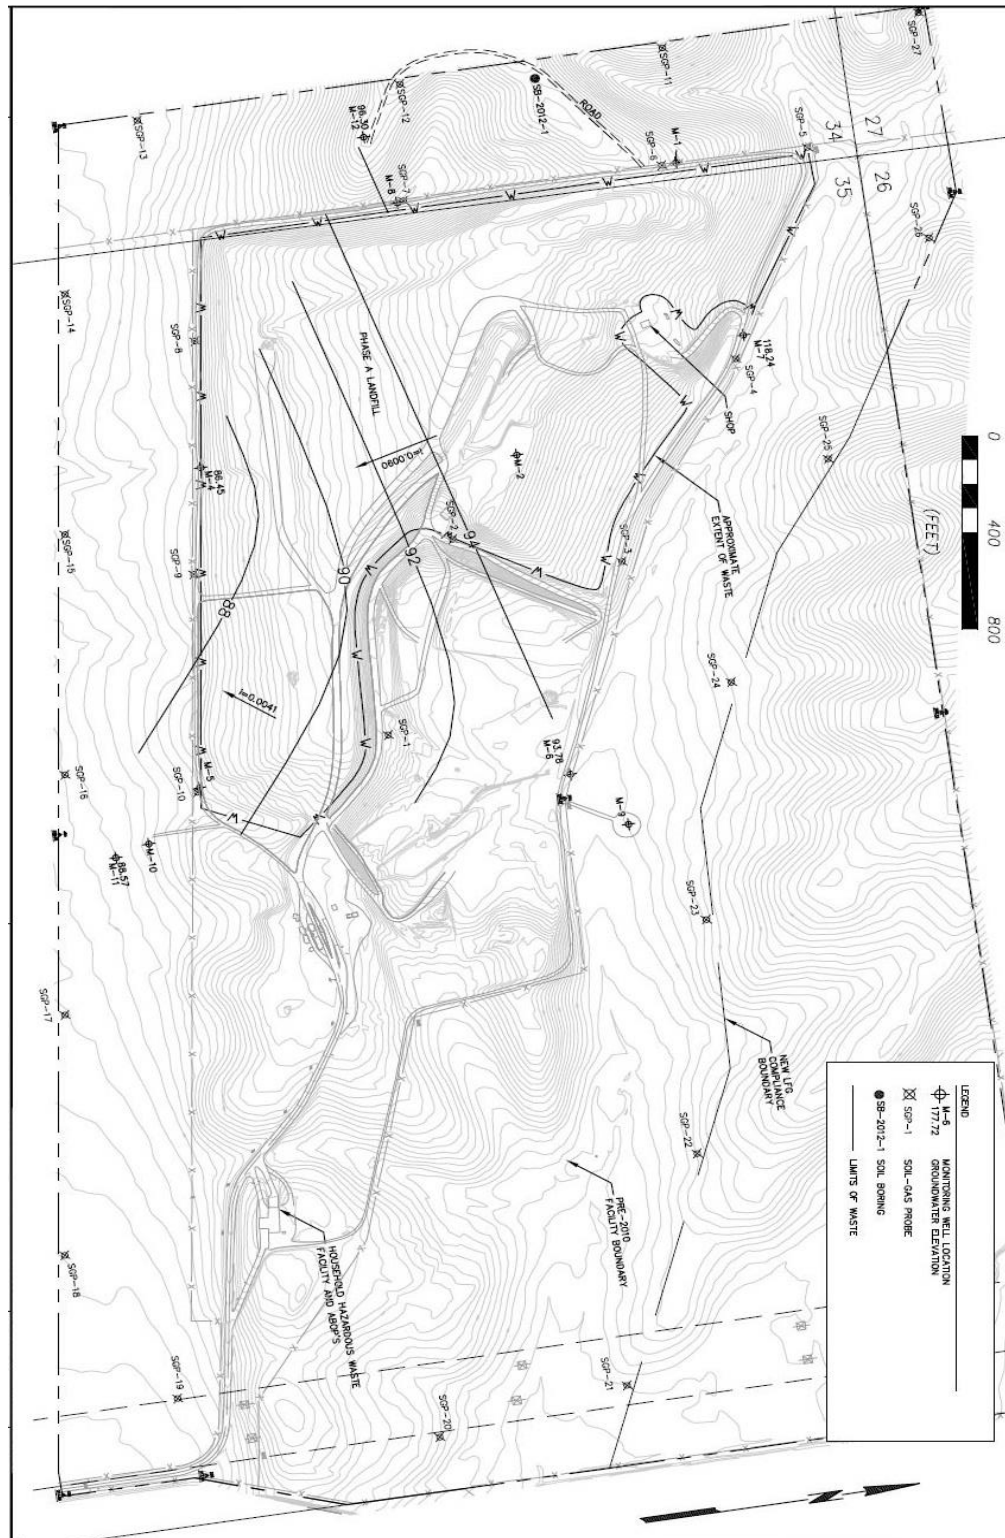 SGP-27
SGP-11
SB-2012-1
ROAD
SGP-12
96.30
M-12
SGP-13
M-1
SGP-6
SGP-5
34
27
35
26
SGP-7
M-8
W
SGP-26
SGP-14
SGP-8
PHASE A LANDFILL
118.24
M-7
SGP-4
SHOP
0
400
800
(FEET)
SGP-25
i=0.0090
M-2
86.45
M-4
SGP-2
94
92
90
88
SGP-3
APPROXIMATE
EXTENT OF WASTE
SGP-15
SGP-9
SGP-24
i=0.0041
SGP-1
93.78
M-6
M-5
SGP-10
SGP-16
M-9
M-10
88.57
M-11
SGP-23
SGP-17
NEW LFG
COMPLIANCE
BOUNDARY
SGP-22
PRE-2010
FACILITY BOUNDARY
HOUSEHOLD HAZARDOUS WASTE
FACILITY AND ABOP'S
SGP-18
SGP-19
SGP-20
SGP-21
LEGEND
M-6
177.72
MONITORING WELL LOCATION
GROUNDWATER ELEVATION
SGP-1
SOIL-GAS PROBE
SB-2012-1
SOIL BORING
LIMITS OF WASTE
N